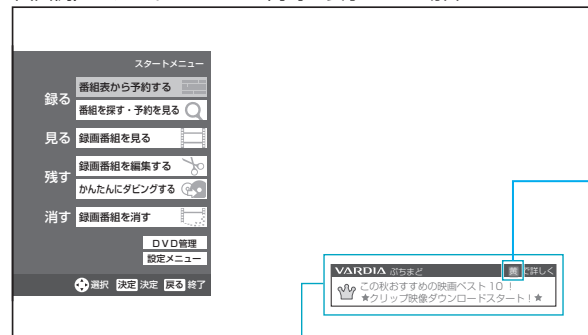 スタートメニュー
録る
番組表から予約する
番組を探す・予約を見る
見る
録画番組を見る
残す
録画番組を編集する
かんたんにダビングする
消す
録画番組を消す
DVD管理
設定メニュー
選択 決定 決定 戻る 終了
VARDIA ぷちまど 黄 で詳しく
この秋おすすめの映画ベスト10!
★クリップ映像ダウンロードスタート!★